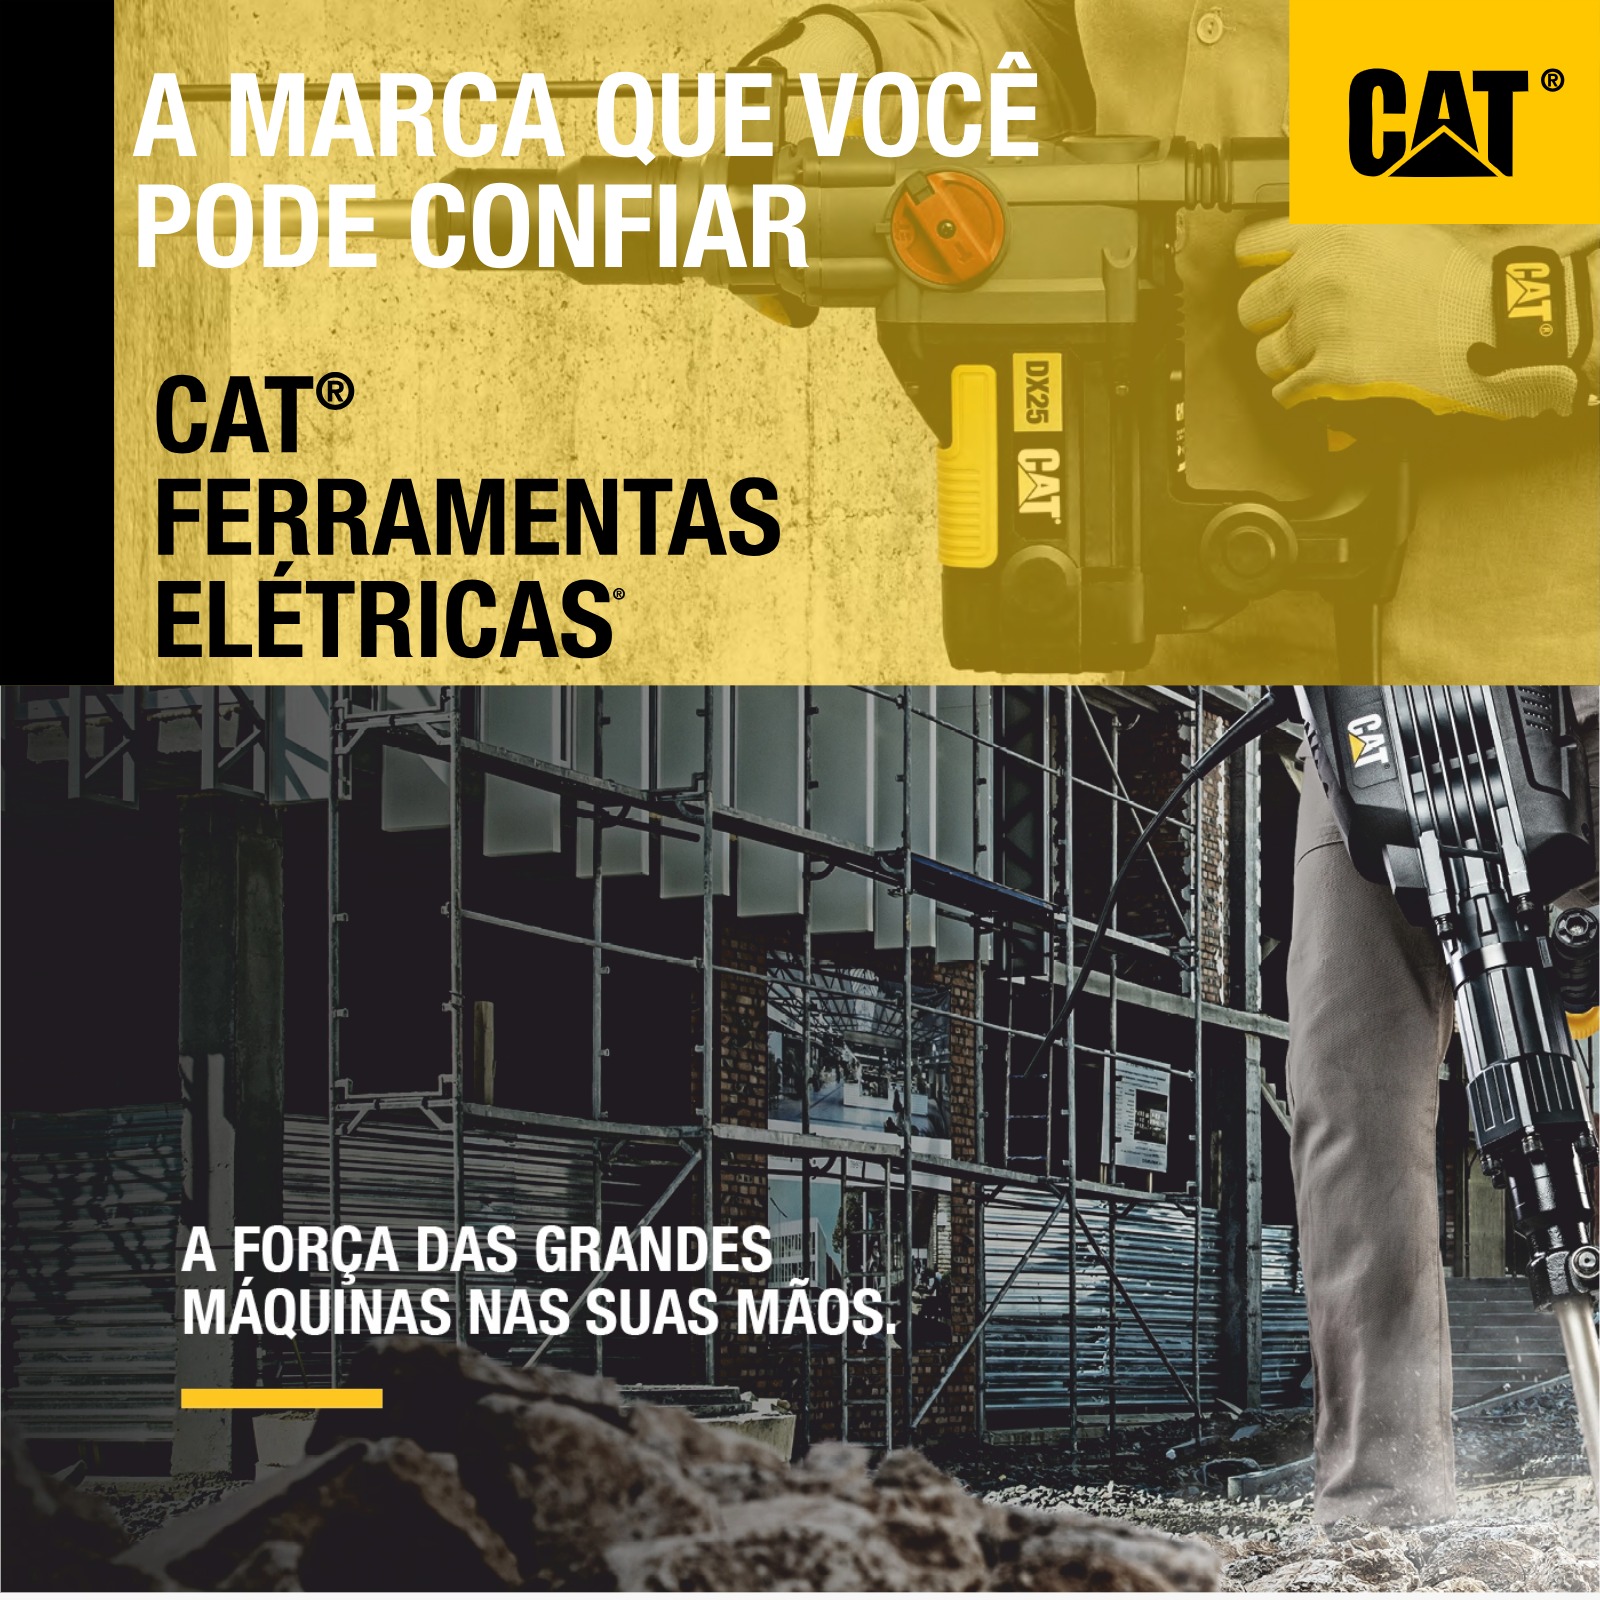 A MARCA QUE VOCÊ
PODE CONFIAR
CAT®
CAT®
FERRAMENTAS
ELÉTRICAS®
CAT®
DX25
CAT
CAT
A FORÇA DAS GRANDES
MÁQUINAS NAS SUAS MÃOS.